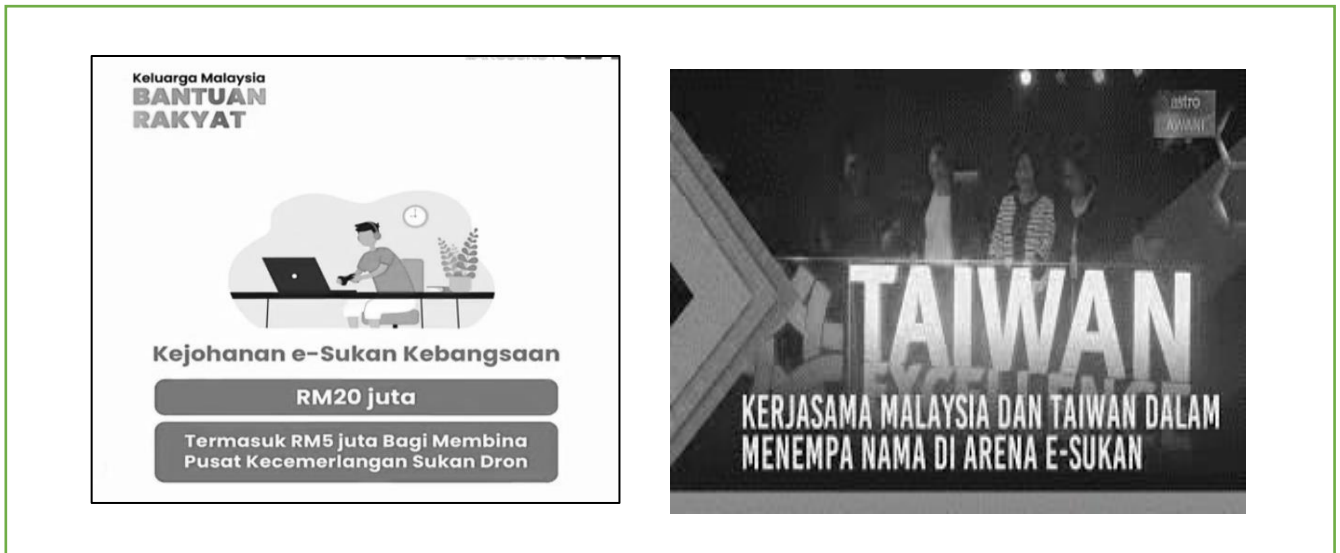 Keluarga Malaysia
BANTUAN
RAKYAT
Kejohanan e-Sukan Kebangsaan
RM20 juta
Termasuk RM5 juta Bagi Membina
Pusat Kecemerlangan Sukan Dron
astro
AWANI
TAIWAN
EXCELLENCE
KERJASAMA MALAYSIA DAN TAIWAN DALAM
MENEMPA NAMA DI ARENA E-SUKAN